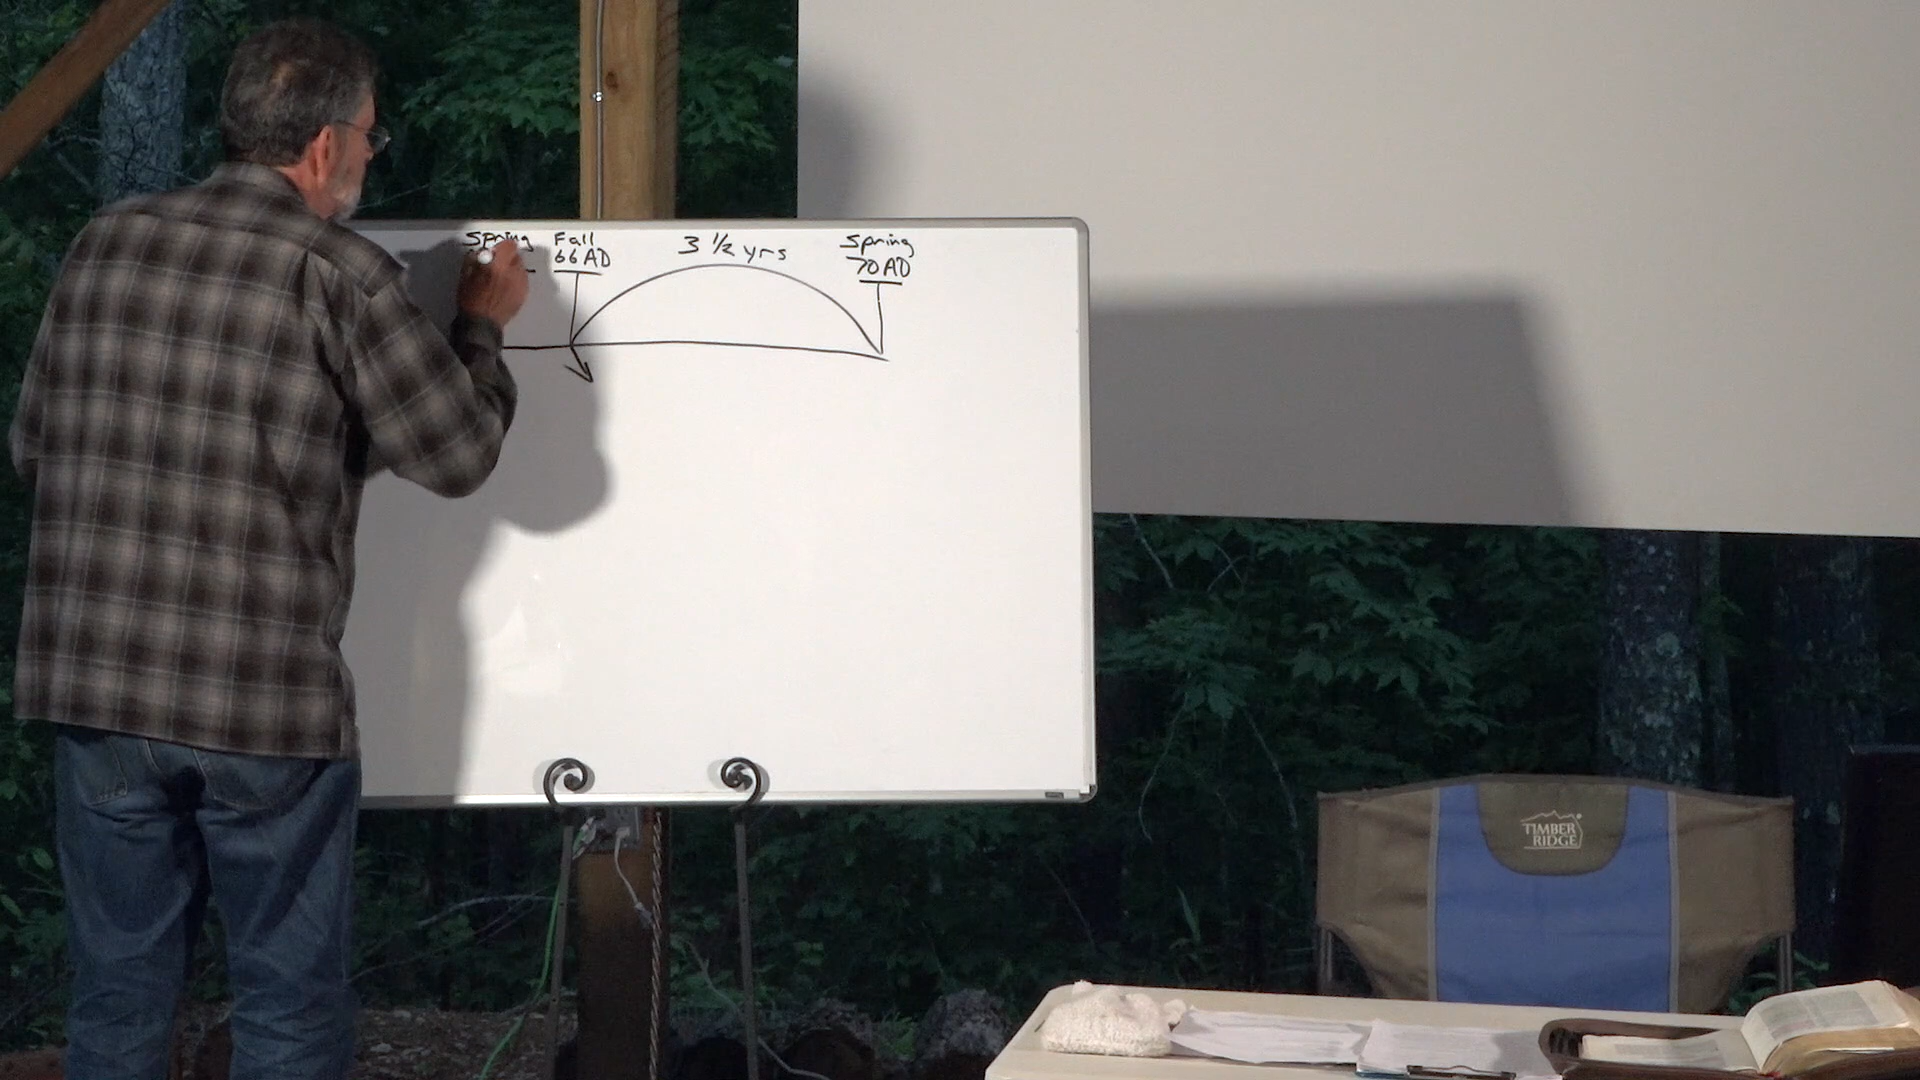 Spring
Fall
66 AD
3 ½ yrs
Spring
70 AD
TIMBER
RIDGE